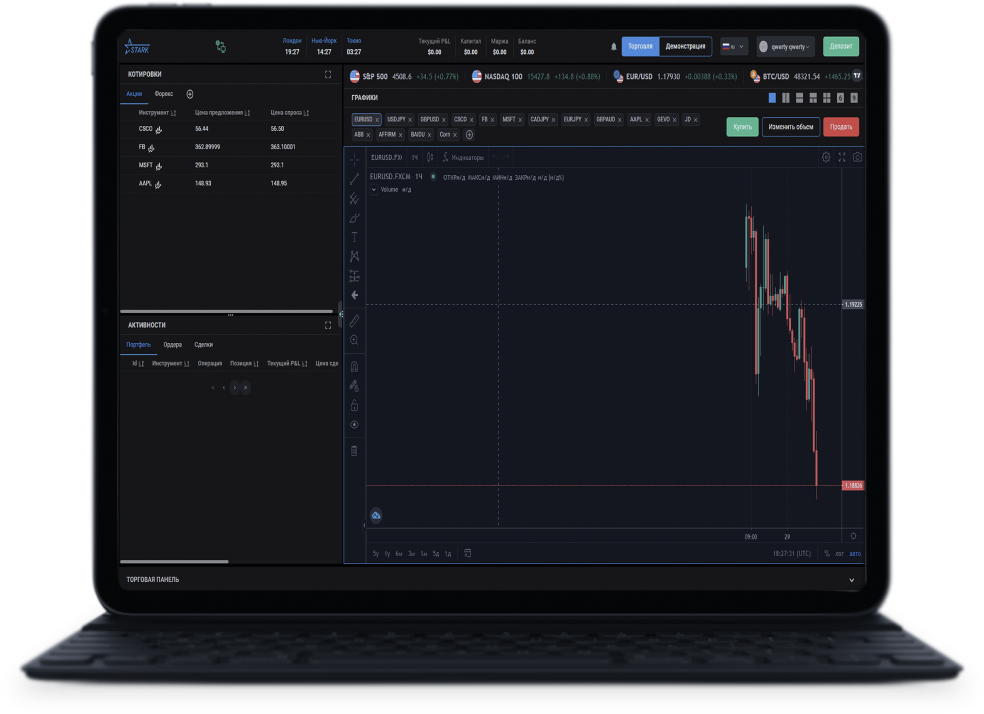 STARK
Лондон Нью-Йорк Токио
19:27 14:27 03:27
Текущий P&L Капитал Маржа Баланс
$0.00 $0.00 $0.00 $0.00
Торговля Демонстрация
ru
qwerty qwerty
Депозит
КОТИРОВКИ
Акции Форекс
Инструмент Цена предложения Цена спроса
CSCO 56.44 56.50
FB 362.89999 363.10001
MSFT 293.1 293.1
AAPL 148.93 148.95
АКТИВНОСТИ
Портфель Ордера Сделки
Id Инструмент Операция Позиция Текущий P&L Цена сде
S&P 500 4508.6 +34.5 (+0.77%) NASDAQ 100 15427.8 +134.8 (+0.88%) EUR/USD 1.17930 +0.00388 (+0.33%) BTC/USD 48321.54 +1465.25
ГРАФИКИ
EURUSD × USDJPY × GBPUSD × CSCO × FB × MSFT × CADJPY × EURJPY × GBPAUD × AAPL × GEVO × JD ×
ABB × AFFIRM × BAIDU × Corn ×
Купить Изменить объем Продать
EURUSD.FX 1Ч Индикаторы
EURUSD.FXCM 1Ч ОТКРн/д МАКСн/д МИНн/д ЗАКРн/д н/д (н/д%)
Volume н/д
1.19225
1.18836
09:00 29
5у 1у 6м 3м 1м 5д 1д
18:27:31 (UTC) % лог авто
ТОРГОВАЯ ПАНЕЛЬ